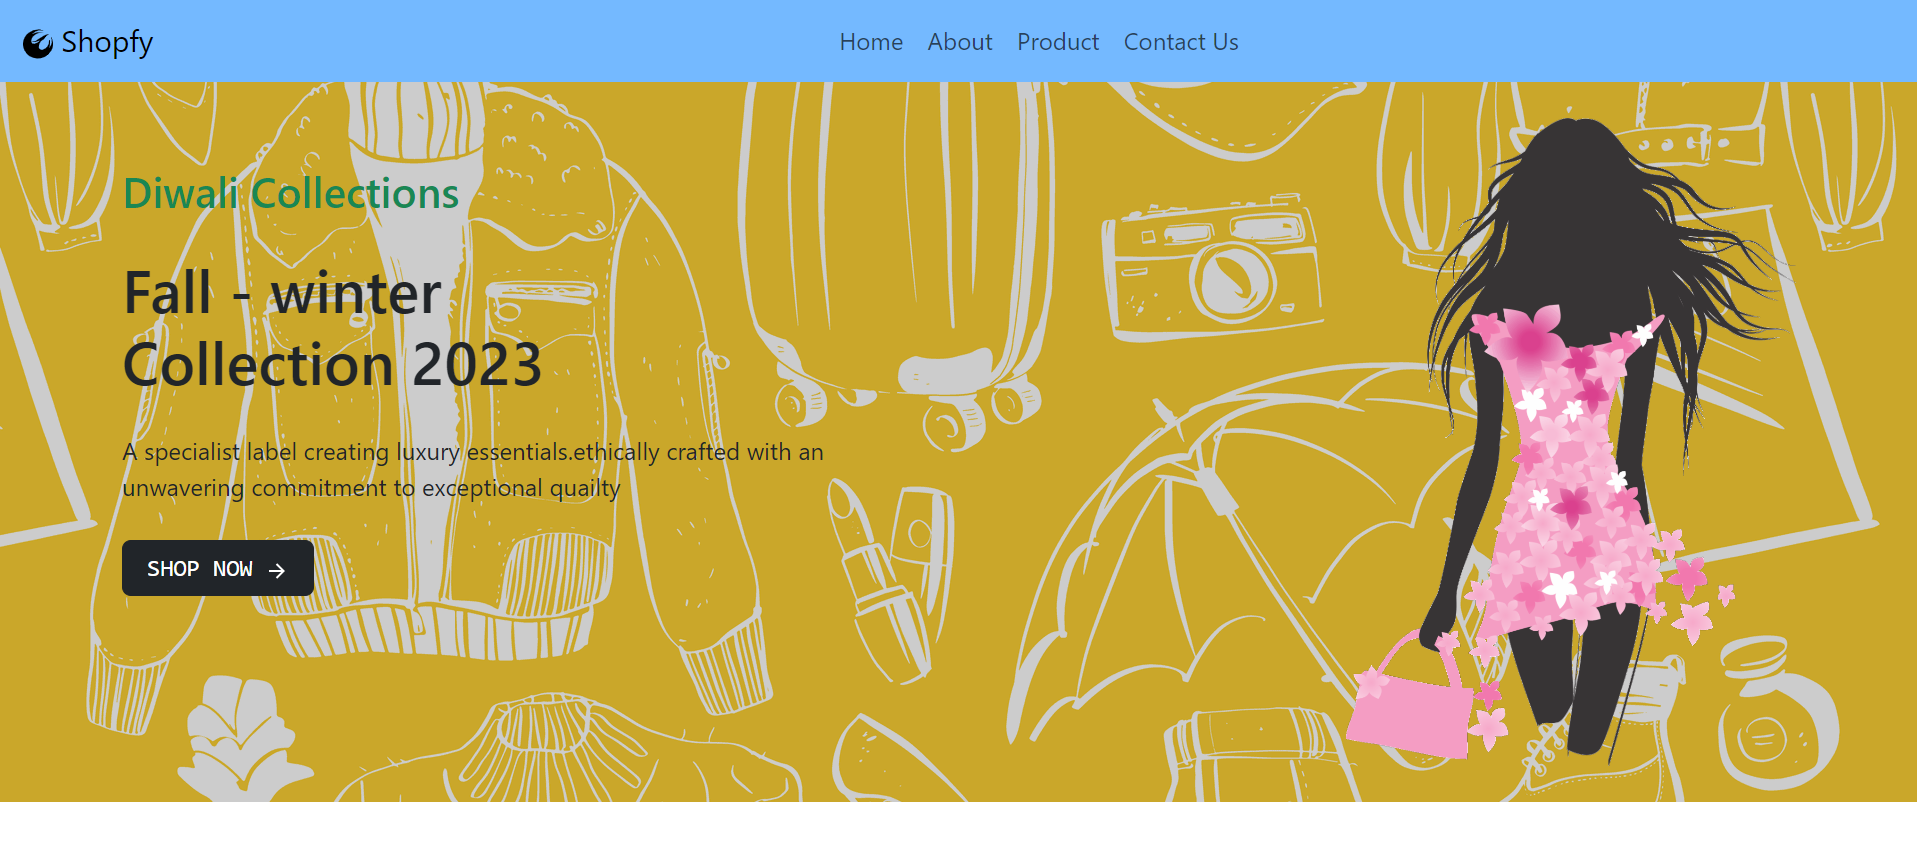 Shopfy
Home About Product Contact Us
Diwali Collections
Fall - winter
Collection 2023
A specialist label creating luxury essentials.ethically crafted with an
unwavering commitment to exceptional quailty
SHOP NOW →